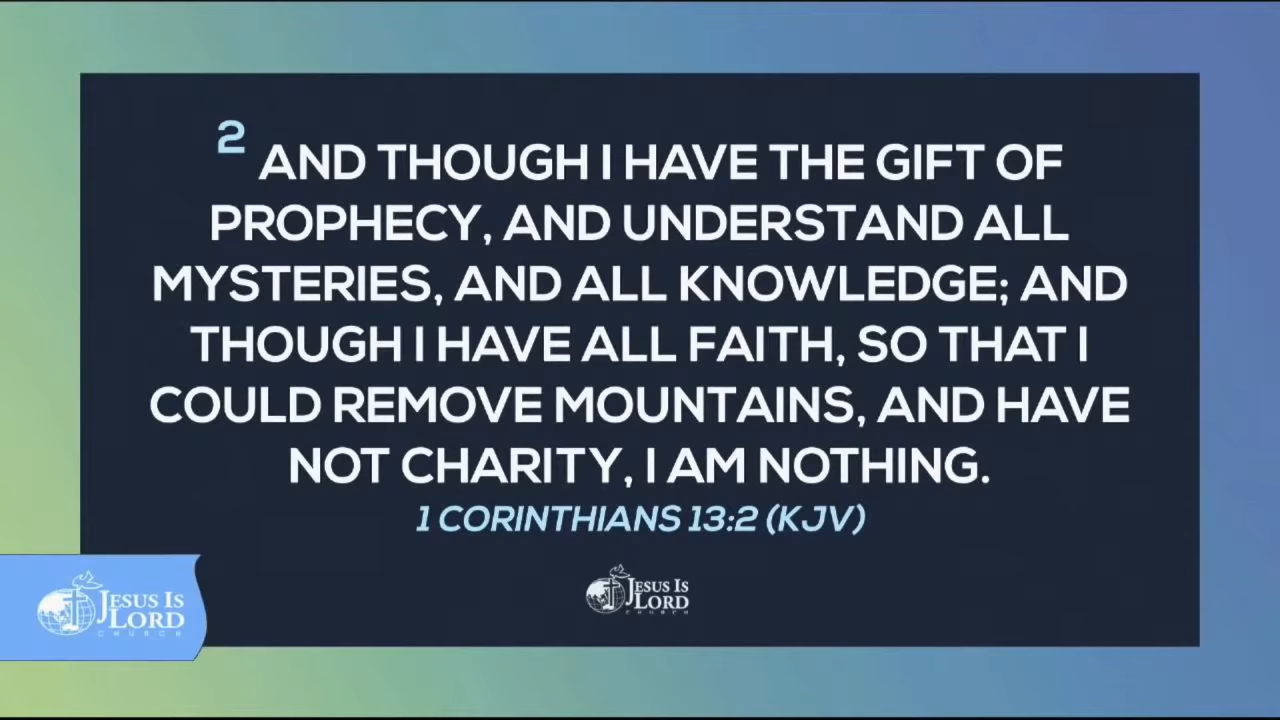 2 AND THOUGH I HAVE THE GIFT OF
PROPHECY, AND UNDERSTAND ALL
MYSTERIES, AND ALL KNOWLEDGE; AND
THOUGH I HAVE ALL FAITH, SO THAT I
COULD REMOVE MOUNTAINS, AND HAVE
NOT CHARITY, I AM NOTHING.
1 CORINTHIANS 13:2 (KJV)
JESUS IS
LORD
CHURCH
JESUS IS
LORD
CHURCH